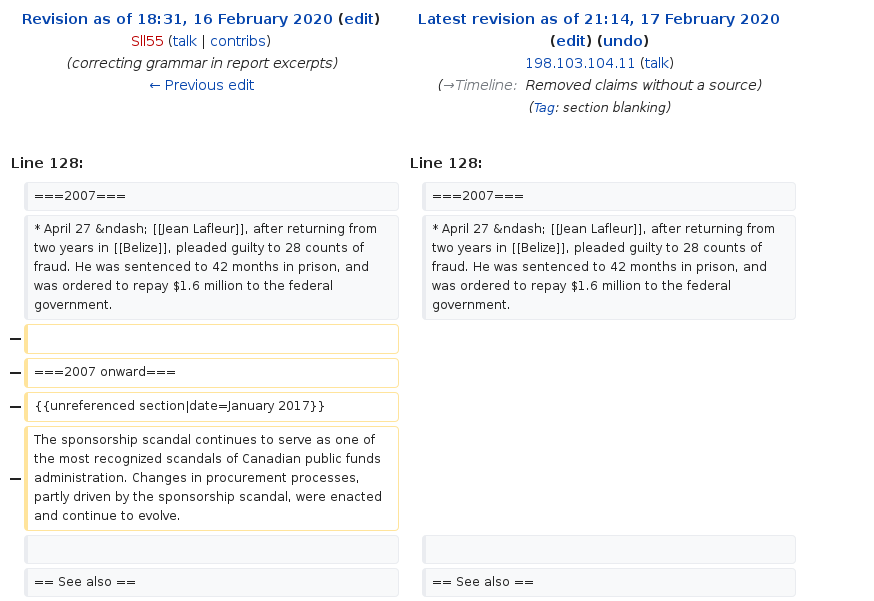 Revision as of 18:31, 16 February 2020 (edit)
Sll55 (talk | contribs)
(correcting grammar in report excerpts)
← Previous edit
Latest revision as of 21:14, 17 February 2020
(edit) (undo)
198.103.104.11 (talk)
(→Timeline: Removed claims without a source)
(Tag: section blanking)
Line 128:
Line 128:
===2007===
===2007===
* April 27 &ndash; [[Jean Lafleur]], after returning from
two years in [[Belize]], pleaded guilty to 28 counts of
fraud. He was sentenced to 42 months in prison, and
was ordered to repay $1.6 million to the federal
government.
* April 27 &ndash; [[Jean Lafleur]], after returning from
two years in [[Belize]], pleaded guilty to 28 counts of
fraud. He was sentenced to 42 months in prison, and
was ordered to repay $1.6 million to the federal
government.
−
− ===2007 onward===
− {{unreferenced section|date=January 2017}}
− The sponsorship scandal continues to serve as one of
the most recognized scandals of Canadian public funds
administration. Changes in procurement processes,
partly driven by the sponsorship scandal, were enacted
and continue to evolve.
== See also ==
== See also ==